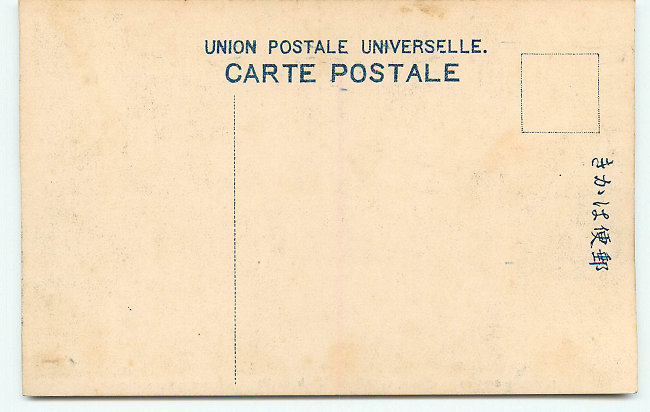 UNION POSTALE UNIVERSELLE.
CARTE POSTALE
きかは便郵